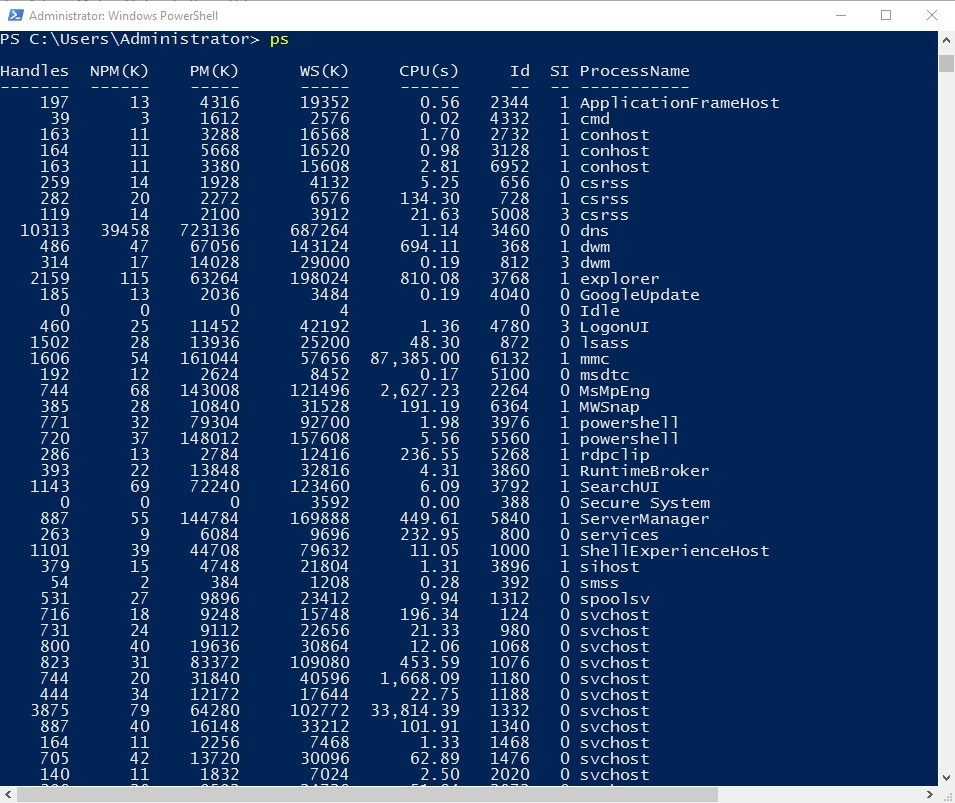 Administrator: Windows PowerShell
PS C:\Users\Administrator> ps
Handles NPM(K) PM(K) WS(K) CPU(s) Id SI ProcessName
------- ------ ----- ----- ------ -- -- -----------
197 13 4316 19352 0.56 2344 1 ApplicationFrameHost
39 3 1612 2576 0.02 4332 1 cmd
163 11 3288 16568 1.70 2732 1 conhost
164 11 5668 16520 0.98 3128 1 conhost
163 11 3380 15608 2.81 6952 1 conhost
259 14 1928 4132 5.25 656 0 csrss
282 20 2272 6576 134.30 728 1 csrss
119 14 2100 3912 21.63 5008 3 csrss
10313 39458 723136 687264 1.14 3460 0 dns
486 47 67056 143124 694.11 368 1 dwm
314 17 14028 29000 0.19 812 3 dwm
2159 115 63264 198024 810.08 3768 1 explorer
185 13 2036 3484 0.19 4040 0 GoogleUpdate
0 0 0 4 0 0 Idle
460 25 11452 42192 1.36 4780 3 LogonUI
1502 28 13936 25200 48.30 872 0 lsass
1606 54 161044 57656 87,385.00 6132 1 mmc
192 12 2624 8452 0.17 5100 0 msdtc
744 68 143008 121496 2,627.23 2264 0 MsMpEng
385 28 10840 31528 191.19 6364 1 MWSnap
771 32 79304 92700 1.98 3976 1 powershell
720 37 148012 157608 5.56 5560 1 powershell
286 13 2784 12416 236.55 5268 1 rdpclip
393 22 13848 32816 4.31 3860 1 RuntimeBroker
1143 69 72240 123460 6.09 3792 1 SearchUI
0 0 0 3592 0.00 388 0 Secure System
887 55 144784 169888 449.61 5840 1 ServerManager
263 9 6084 9696 232.95 800 0 services
1101 39 44708 79632 11.05 1000 1 ShellExperienceHost
379 15 4748 21804 1.31 3896 1 sihost
54 2 384 1208 0.28 392 0 smss
531 27 9896 23412 9.94 1312 0 spoolsv
716 18 9248 15748 196.34 124 0 svchost
731 24 9112 22656 21.33 980 0 svchost
800 40 19636 30864 12.06 1068 0 svchost
823 31 83372 109080 453.59 1076 0 svchost
744 20 31840 40596 1,668.09 1180 0 svchost
444 34 12172 17644 22.75 1188 0 svchost
3875 79 64280 102772 33,814.39 1332 0 svchost
887 40 16148 33212 101.91 1340 0 svchost
164 11 2256 7468 1.33 1468 0 svchost
705 42 13720 30096 62.89 1476 0 svchost
140 11 1832 7024 2.50 2020 0 svchost